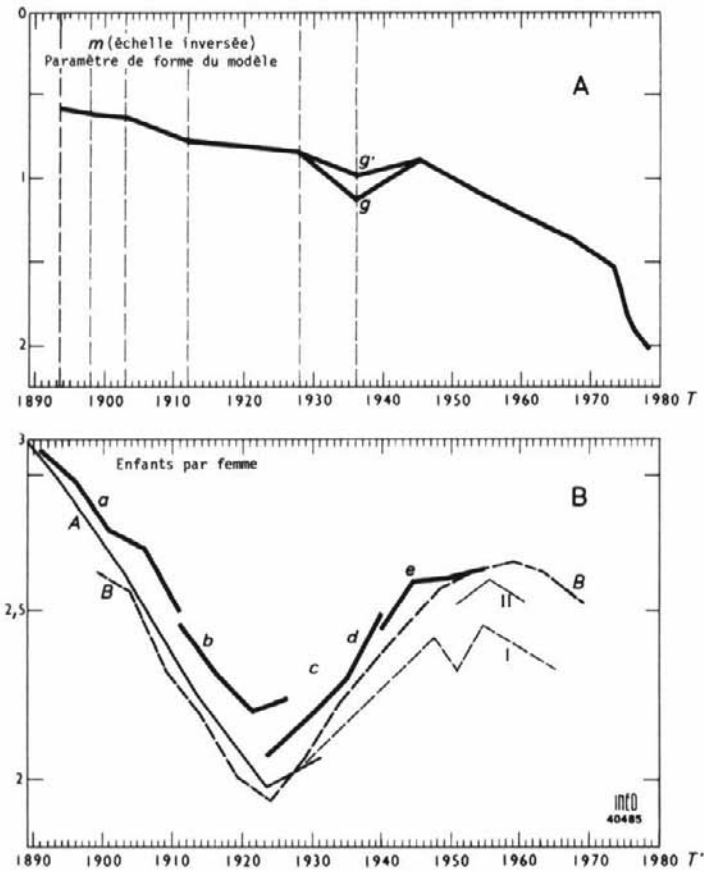 0
m (échelle inversée)
Paramètre de forme du modèle
A
g'
1
g
2
1890 1900 1910 1920 1930 1940 1950 1960 1970 1980 T
3
Enfants par femme
B
a
A
e
B
B
II
2,5
b
d
I
c
2
INED
40485
1890 1900 1910 1920 1930 1940 1950 1960 1970 1980 T'